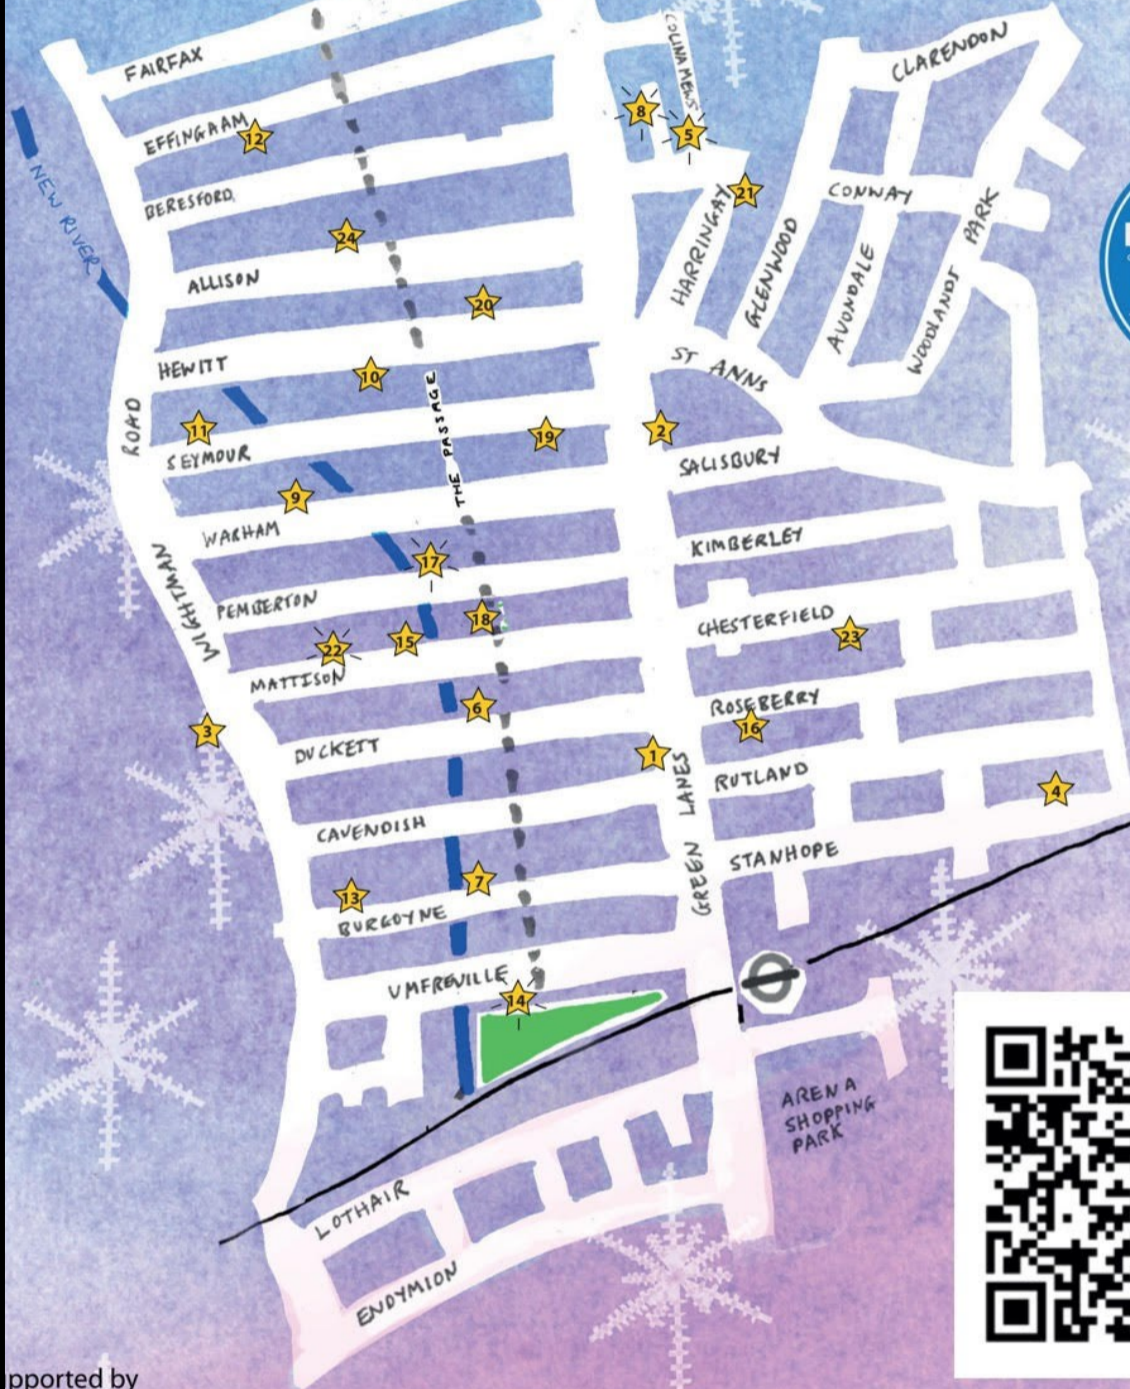 FAIRFAX
COLINA MEWS
CLARENDON
8
5
EFFINGAAM
12
NEW RIVER
BERESFORD
21
CONWAY
PARK
24
HARRINGAY
GLENWOOD
AVONDALE
WOODLANDS
ALLISON
20
HEWITT
10
ST ANNS
THE PASSAGE
ROAD
11
19
2
SEYMOUR
SALISBURY
9
WARHAM
KIMBERLEY
17
WIGHTMAN
PEMBERTON
18
CHESTERFIELD
23
22
15
MATTISON
6
ROSEBERRY
16
3
DUCKETT
1
GREEN LANES
RUTLAND
4
CAVENDISH
STANHOPE
13
7
BURGOYNE
UMFREVILLE
14
ARENA
SHOPPING
PARK
LOTHAIR
ENDYMION
pported by